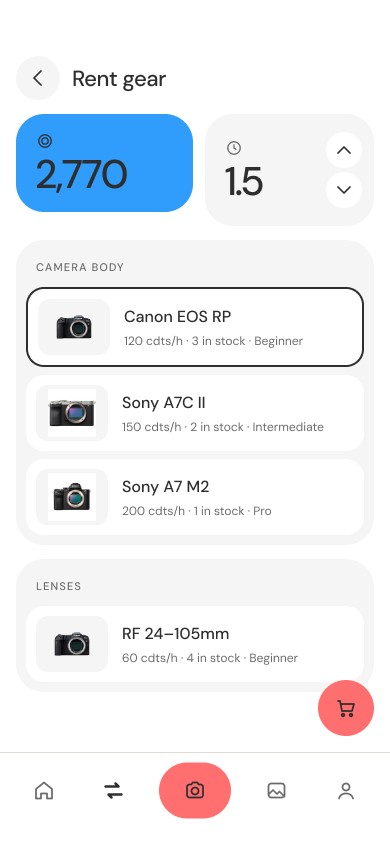 Rent gear
2,770
1.5
CAMERA BODY
Canon EOS RP
120 cdts/h · 3 in stock · Beginner
Sony A7C II
150 cdts/h · 2 in stock · Intermediate
Sony A7 M2
200 cdts/h · 1 in stock · Pro
LENSES
RF 24–105mm
60 cdts/h · 4 in stock · Beginner